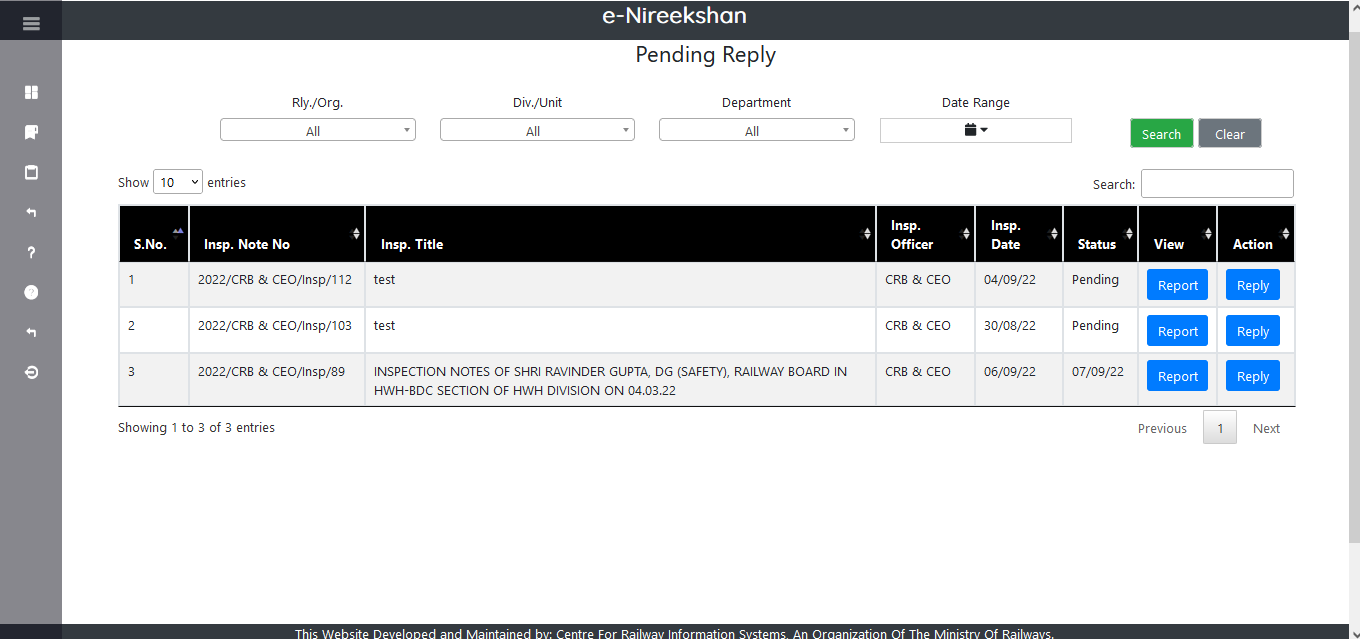 e-Nireekshan
Pending Reply
Rly./Org. Div./Unit Department Date Range
All All All Search Clear
Show 10 entries Search:
S.No. Insp. Note No Insp. Title Insp. Officer Insp. Date Status View Action
1 2022/CRB & CEO/Insp/112 test CRB & CEO 04/09/22 Pending Report Reply
2 2022/CRB & CEO/Insp/103 test CRB & CEO 30/08/22 Pending Report Reply
3 2022/CRB & CEO/Insp/89 INSPECTION NOTES OF SHRI RAVINDER GUPTA, DG (SAFETY), RAILWAY BOARD IN CRB & CEO 06/09/22 07/09/22 Report Reply
HWH-BDC SECTION OF HWH DIVISION ON 04.03.22
Showing 1 to 3 of 3 entries Previous 1 Next
This Website Developed and Maintained by: Centre For Railway Information Systems, An Organization Of The Ministry Of Railways.